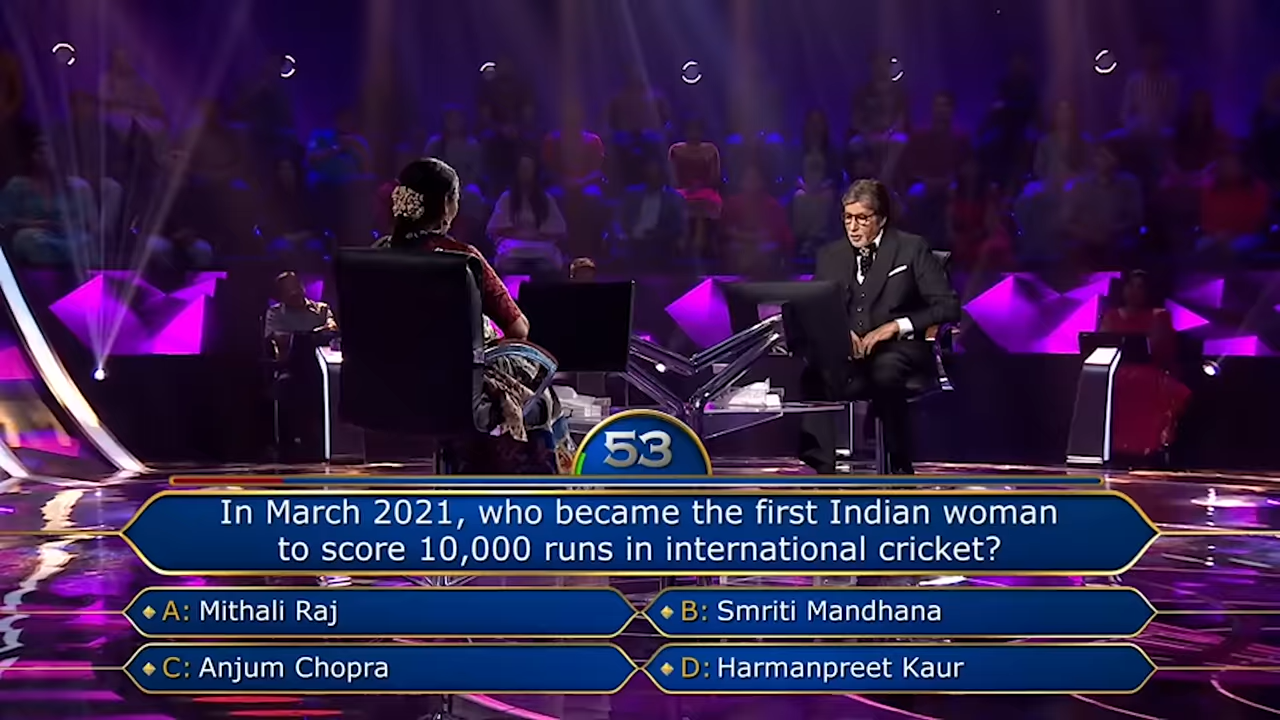 53
In March 2021, who became the first Indian woman
to score 10,000 runs in international cricket?
A: Mithali Raj
B: Smriti Mandhana
C: Anjum Chopra
D: Harmanpreet Kaur